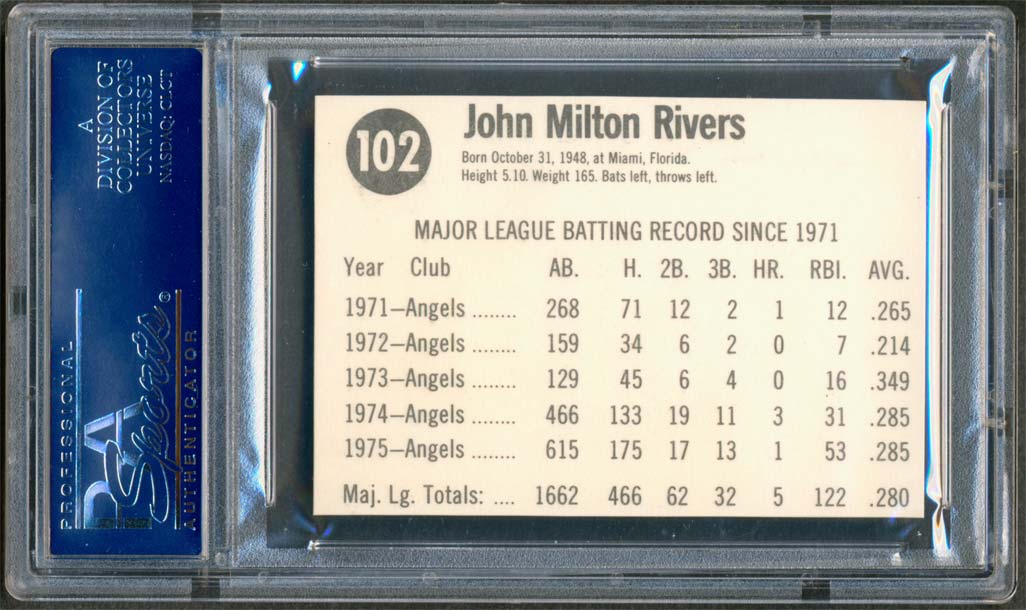 A
DIVISION OF
COLLECTORS
UNIVERSE
NASDAQ: CLCT
PROFESSIONAL
PSA
Sports®
AUTHENTICATOR
102
John Milton Rivers
Born October 31, 1948, at Miami, Florida.
Height 5.10. Weight 165. Bats left, throws left.
MAJOR LEAGUE BATTING RECORD SINCE 1971
Year Club AB. H. 2B. 3B. HR. RBI. AVG.
1971—Angels ........ 268 71 12 2 1 12 .265
1972—Angels ........ 159 34 6 2 0 7 .214
1973—Angels ........ 129 45 6 4 0 16 .349
1974—Angels ........ 466 133 19 11 3 31 .285
1975—Angels ........ 615 175 17 13 1 53 .285
Maj. Lg. Totals: .... 1662 466 62 32 5 122 .280